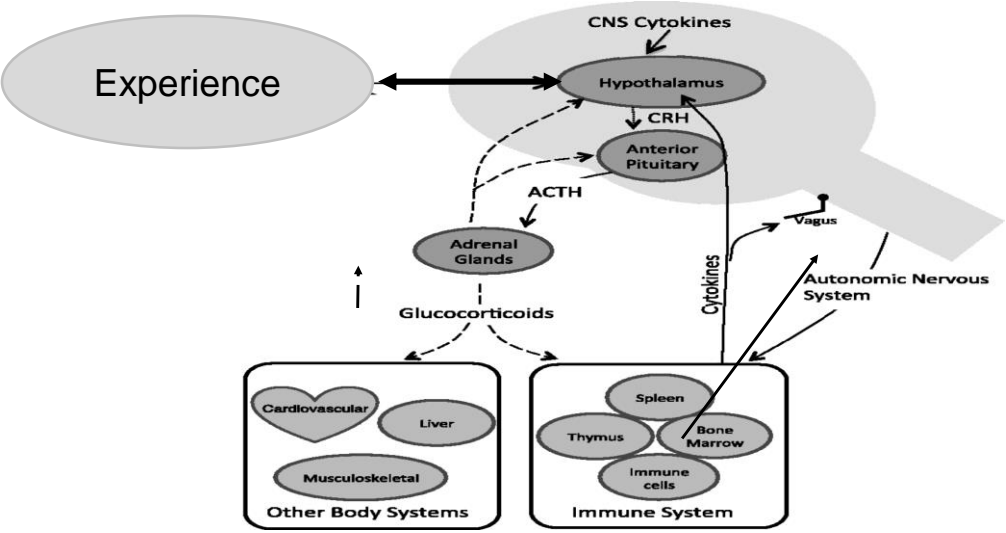 CNS Cytokines
Experience
Hypothalamus
CRH
Anterior
Pituitary
ACTH
Vagus
Adrenal
Glands
Cytokines
Autonomic Nervous
System
Glucocorticoids
Cardiovascular
Liver
Musculoskeletal
Other Body Systems
Spleen
Thymus
Bone
Marrow
Immune
cells
Immune System